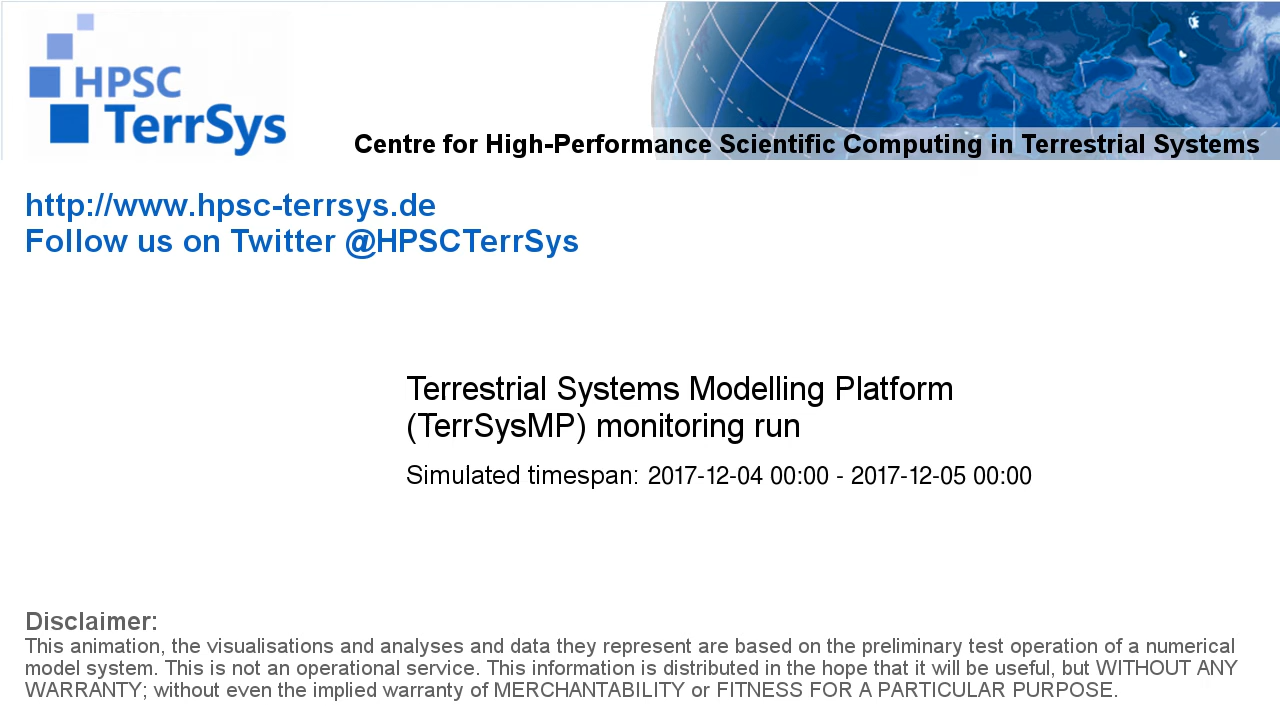 HPSC
TerrSys
Centre for High-Performance Scientific Computing in Terrestrial Systems
http://www.hpsc-terrsys.de
Follow us on Twitter @HPSCTerrSys
Terrestrial Systems Modelling Platform
(TerrSysMP) monitoring run
Simulated timespan: 2017-12-04 00:00 - 2017-12-05 00:00
Disclaimer:
This animation, the visualisations and analyses and data they represent are based on the preliminary test operation of a numerical
model system. This is not an operational service. This information is distributed in the hope that it will be useful, but WITHOUT ANY
WARRANTY; without even the implied warranty of MERCHANTABILITY or FITNESS FOR A PARTICULAR PURPOSE.